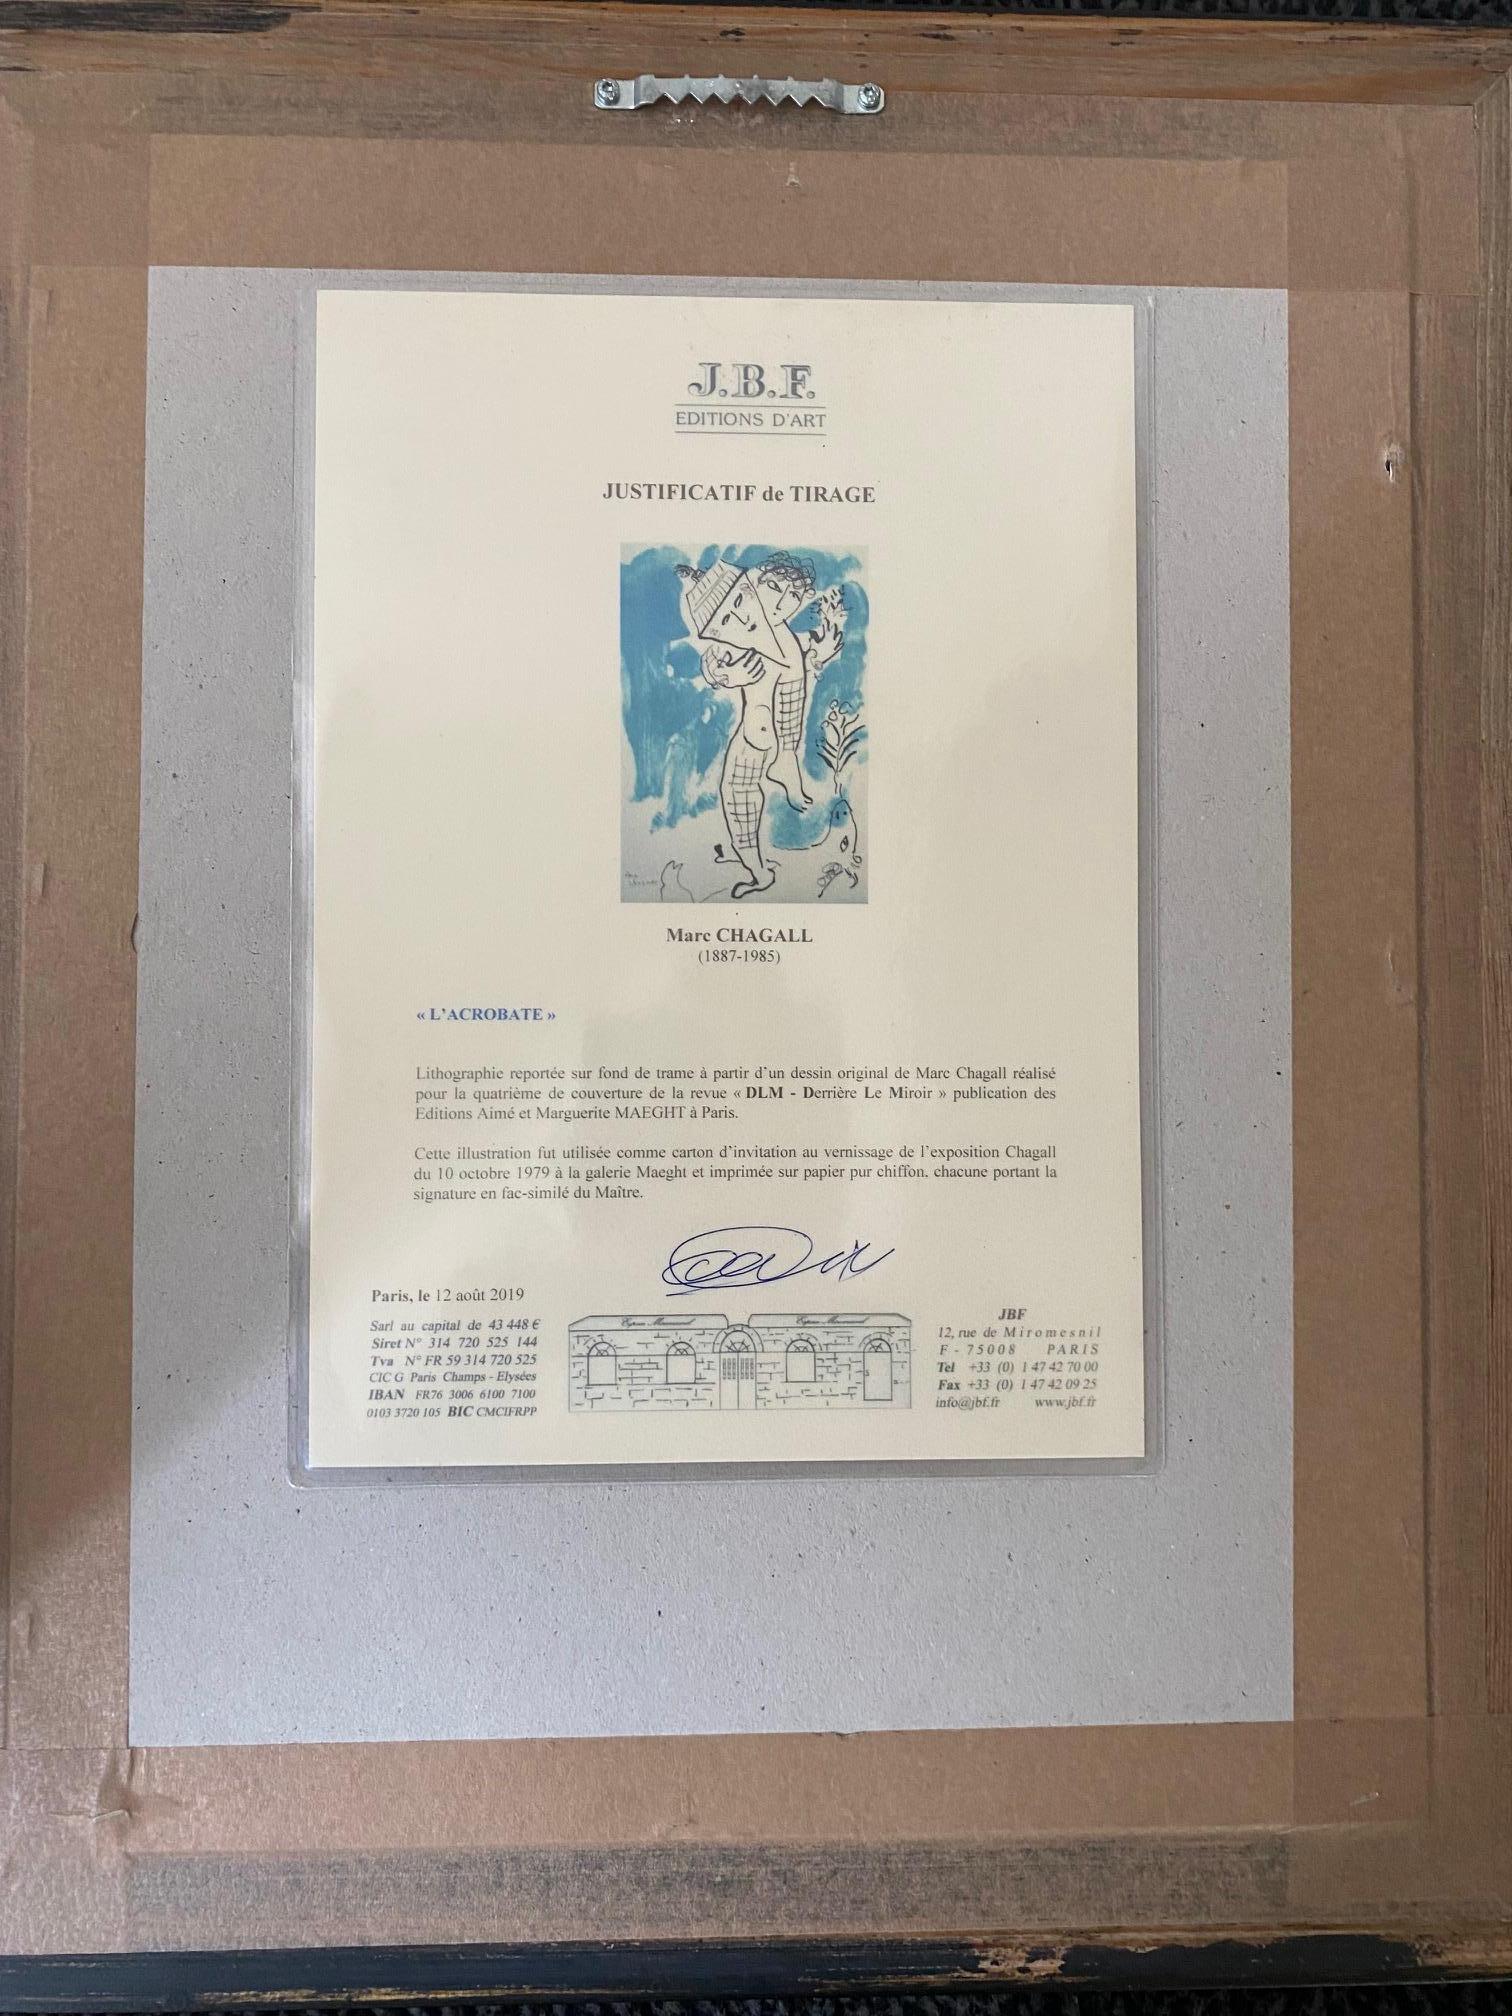 J.B.F.
EDITIONS D'ART
JUSTIFICATIF de TIRAGE
Marc CHAGALL
(1887-1985)
« L'ACROBATE »
Lithographie reportée sur fond de trame à partir d'un dessin original de Marc Chagall réalisé
pour la quatrième de couverture de la revue « DLM - Derrière Le Miroir » publication des
Editions Aimé et Marguerite MAEGHT à Paris.
Cette illustration fut utilisée comme carton d'invitation au vernissage de l'exposition Chagall
du 10 octobre 1979 à la galerie Maeght et imprimée sur papier pur chiffon, chacune portant la
signature en fac-similé du Maître.
Paris, le 12 août 2019
Sarl au capital de 43 448 €
Siret N° 314 720 525 144
Tva N° FR 59 314 720 525
CIC G Paris Champs - Elysées
IBAN FR76 3006 6100 7100
0103 3720 105 BIC CMCIFRPP
JBF
12, rue de Miromesnil
F - 75008 PARIS
Tel +33 (0) 1 47 42 70 00
Fax +33 (0) 1 47 42 09 25
info@jbf.fr www.jbf.fr